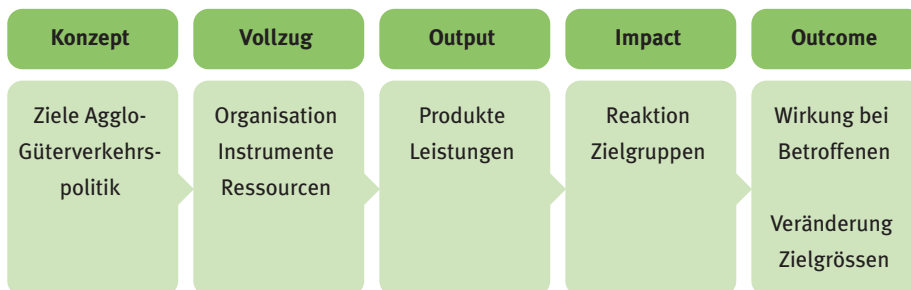 Konzept
Ziele Agglo-
Güterverkehrs-
politik
Vollzug
Organisation
Instrumente
Ressourcen
Output
Produkte
Leistungen
Impact
Reaktion
Zielgruppen
Outcome
Wirkung bei
Betroffenen
Veränderung
Zielgrössen